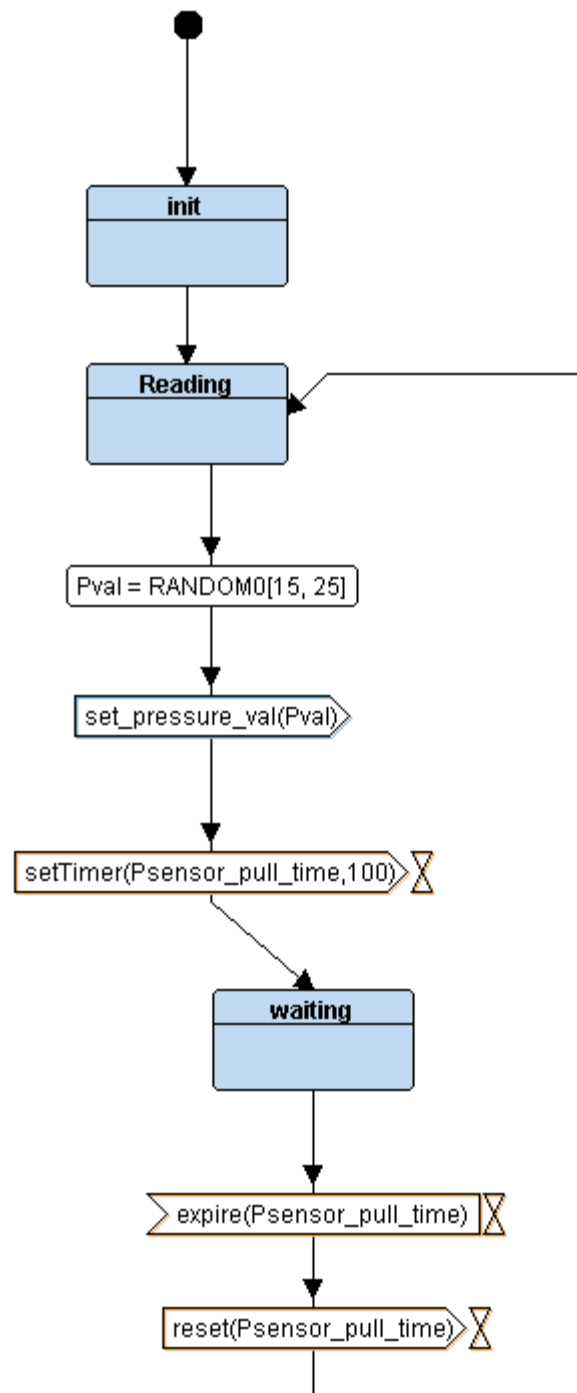 init
Reading
Pval = RANDOM0[15, 25]
set_pressure_val(Pval)
setTimer(Psensor_pull_time,100)
waiting
expire(Psensor_pull_time)
reset(Psensor_pull_time)